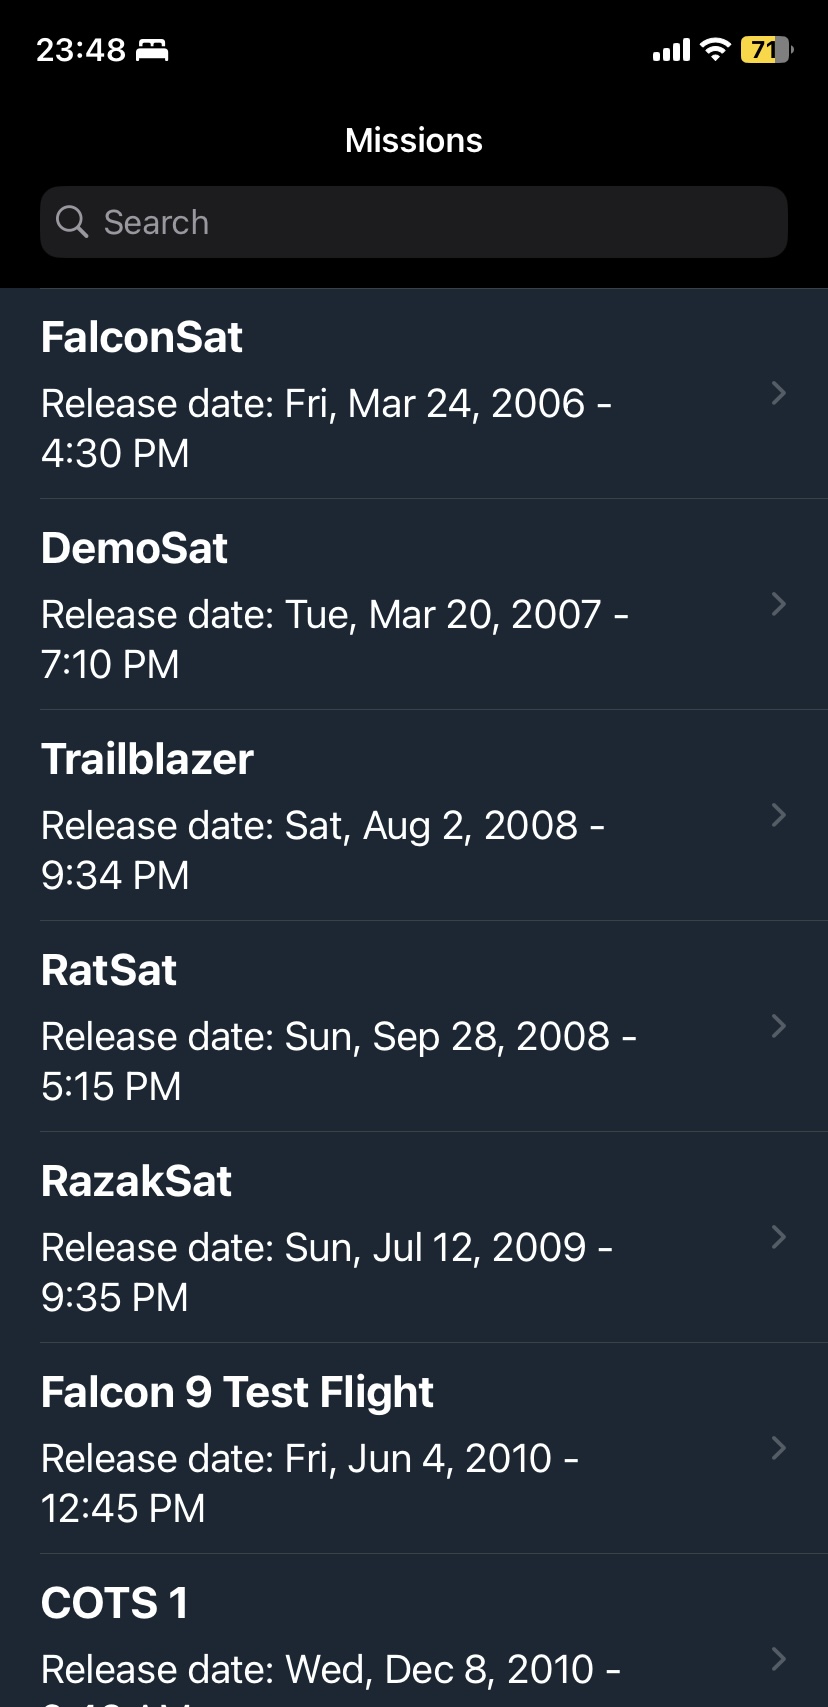 23:48
71
Missions
Search
FalconSat
Release date: Fri, Mar 24, 2006 -
4:30 PM
DemoSat
Release date: Tue, Mar 20, 2007 -
7:10 PM
Trailblazer
Release date: Sat, Aug 2, 2008 -
9:34 PM
RatSat
Release date: Sun, Sep 28, 2008 -
5:15 PM
RazakSat
Release date: Sun, Jul 12, 2009 -
9:35 PM
Falcon 9 Test Flight
Release date: Fri, Jun 4, 2010 -
12:45 PM
COTS 1
Release date: Wed, Dec 8, 2010 -